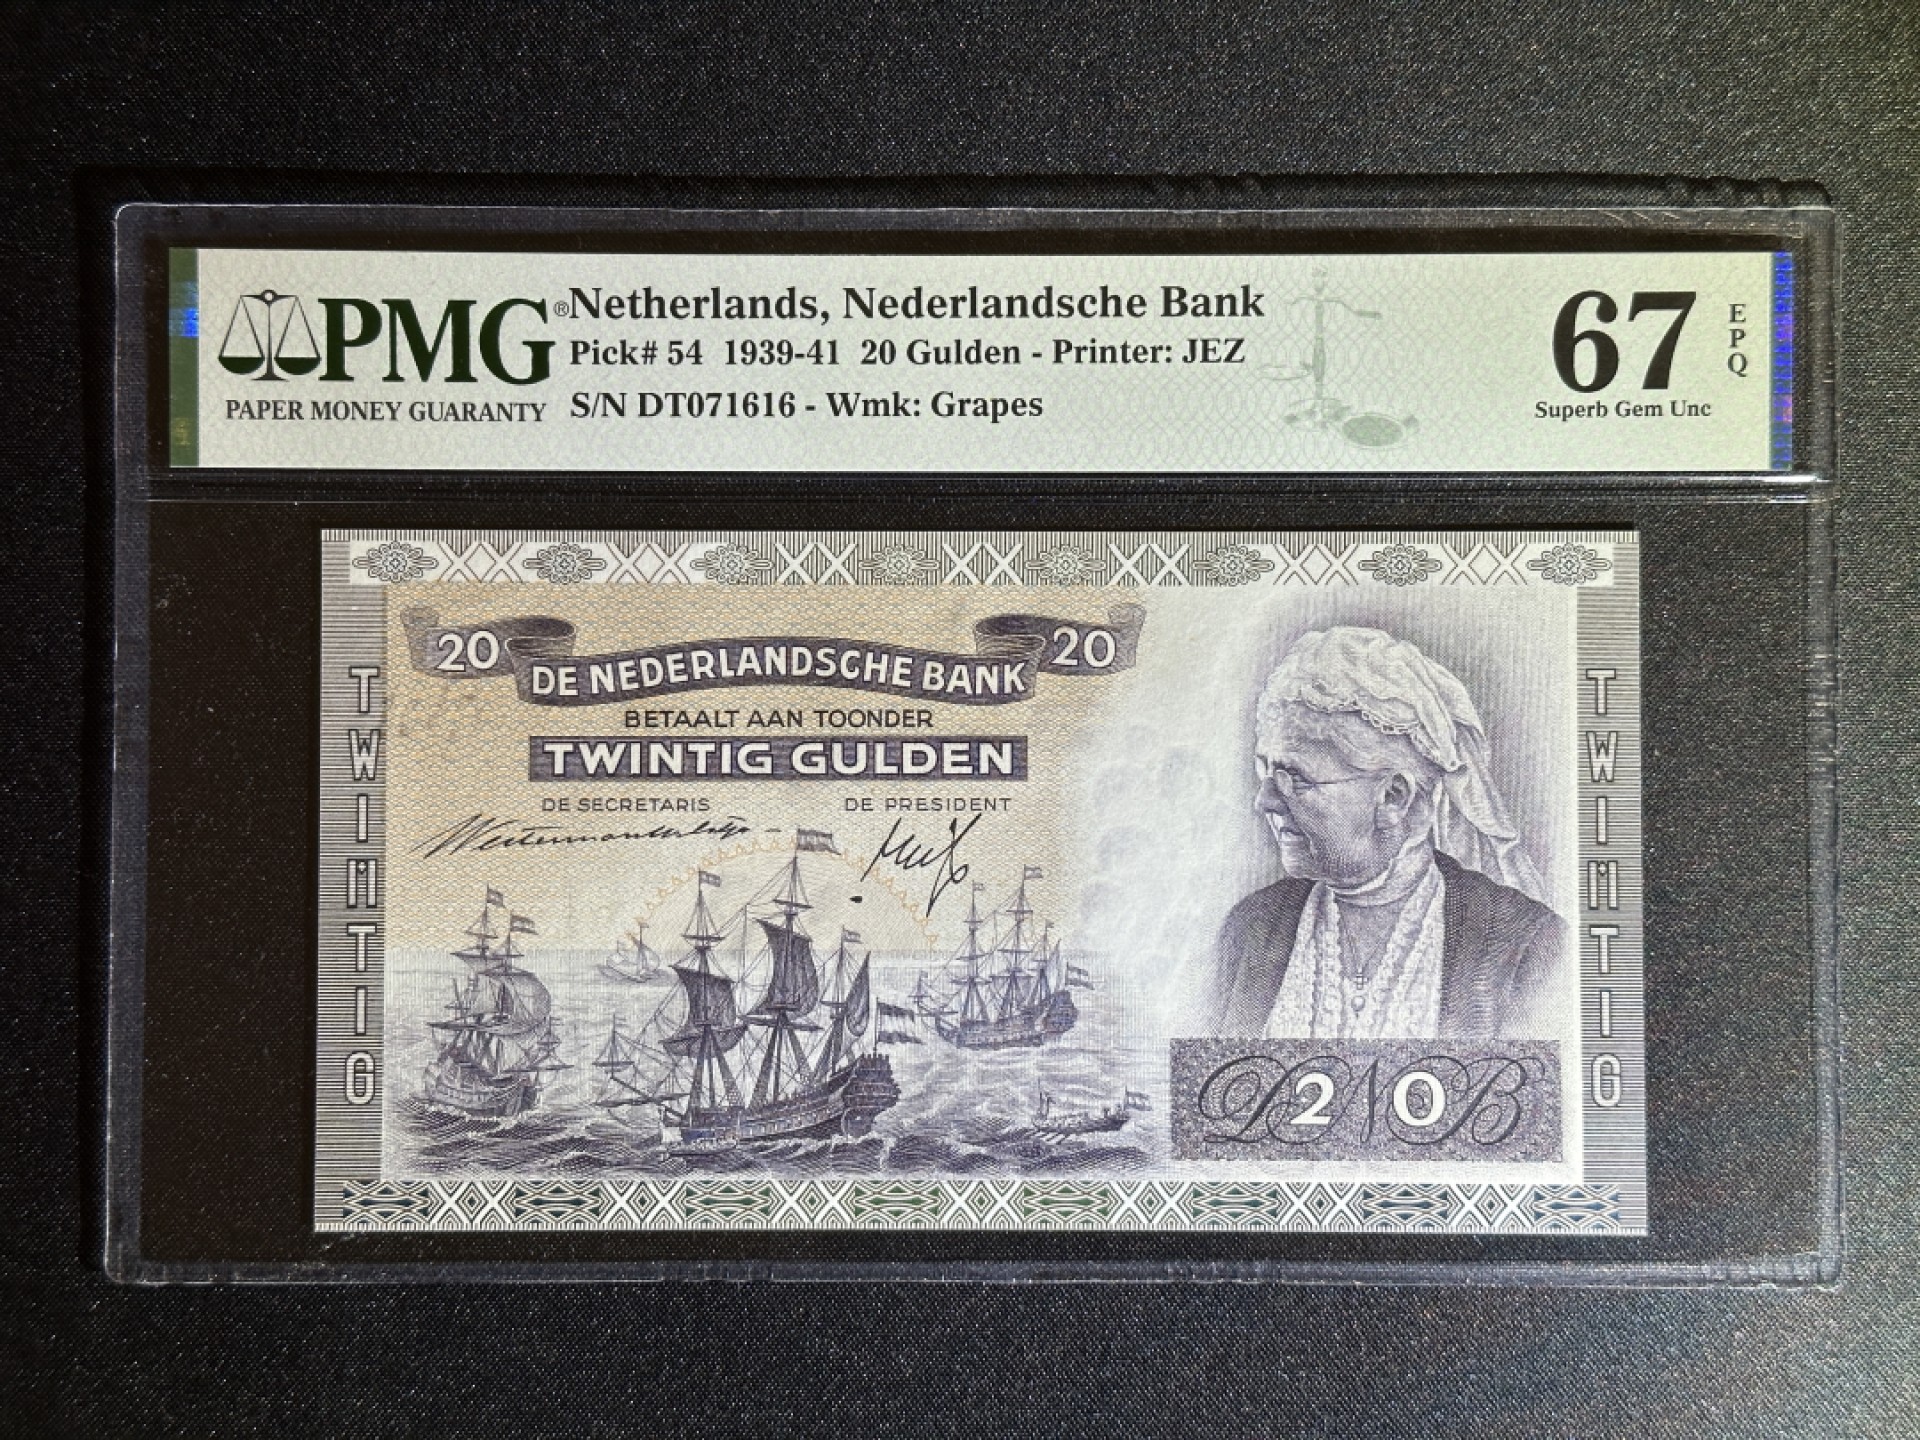 PMG®
PAPER MONEY GUARANTY
Netherlands, Nederlandsche Bank
Pick# 54 1939-41 20 Gulden - Printer: JEZ
S/N DT071616 - Wmk: Grapes
67
EPQ
Superb Gem Unc
20
DE NEDERLANDSCHE BANK
20
BETAALT AAN TOONDER
TWINTIG GULDEN
DE SECRETARIS
DE PRESIDENT
TWINTIG
TWINTIG
DNB
20